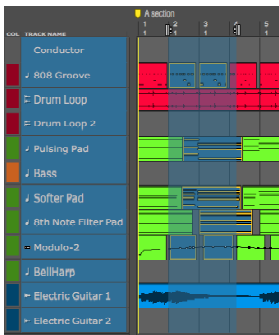 A section
1 2 3 5
1 1 1 1
COL TRACK NAME
Conductor
808 Groove
Drum Loop
Drum Loop 2
Pulsing Pad
Bass
Softer Pad
8th Note Filter Pad
Modulo-2
BellHarp
Electric Guitar 1
Electric Guitar 2